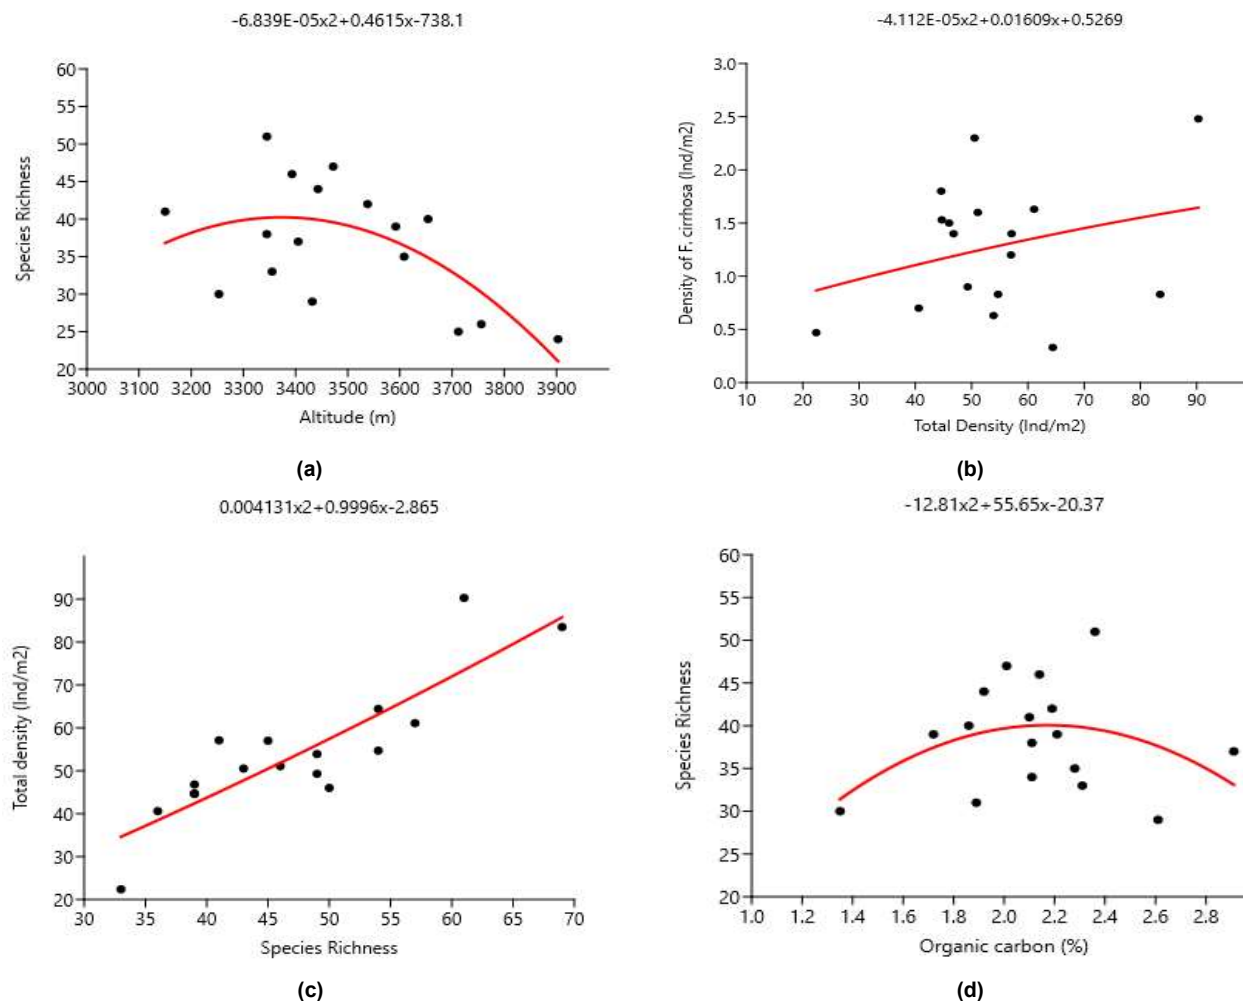 -6.839E-05x2+0.4615x-738.1
60
55
50
45
40
35
30
25
20
Species Richness
3000 3100 3200 3300 3400 3500 3600 3700 3800 3900
Altitude (m)
(a)
-4.112E-05x2+0.01609x+0.5269
3.0
2.5
2.0
1.5
1.0
0.5
0.0
Density of F. cirrhosa (Ind/m2)
10 20 30 40 50 60 70 80 90
Total Density (Ind/m2)
(b)
0.004131x2+0.9996x-2.865
90
80
70
60
50
40
30
20
Total density (Ind/m2)
30 35 40 45 50 55 60 65 70
Species Richness
(c)
-12.81x2+55.65x-20.37
60
55
50
45
40
35
30
25
20
Species Richness
1.0 1.2 1.4 1.6 1.8 2.0 2.2 2.4 2.6 2.8
Organic carbon (%)
(d)